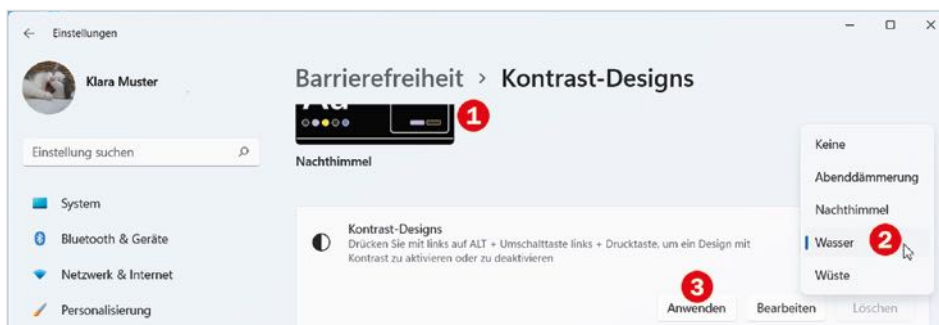 Einstellungen
Klara Muster
Barrierefreiheit > Kontrast-Designs
1
Nachthimmel
Einstellung suchen
System
Bluetooth & Geräte
Netzwerk & Internet
Personalisierung
Kontrast-Designs
Drücken Sie mit links auf ALT + Umschalttaste links + Drucktaste, um ein Design mit
Kontrast zu aktivieren oder zu deaktivieren
Keine
Abenddämmerung
Nachthimmel
Wasser 2
Wüste
3
Anwenden Bearbeiten Löschen